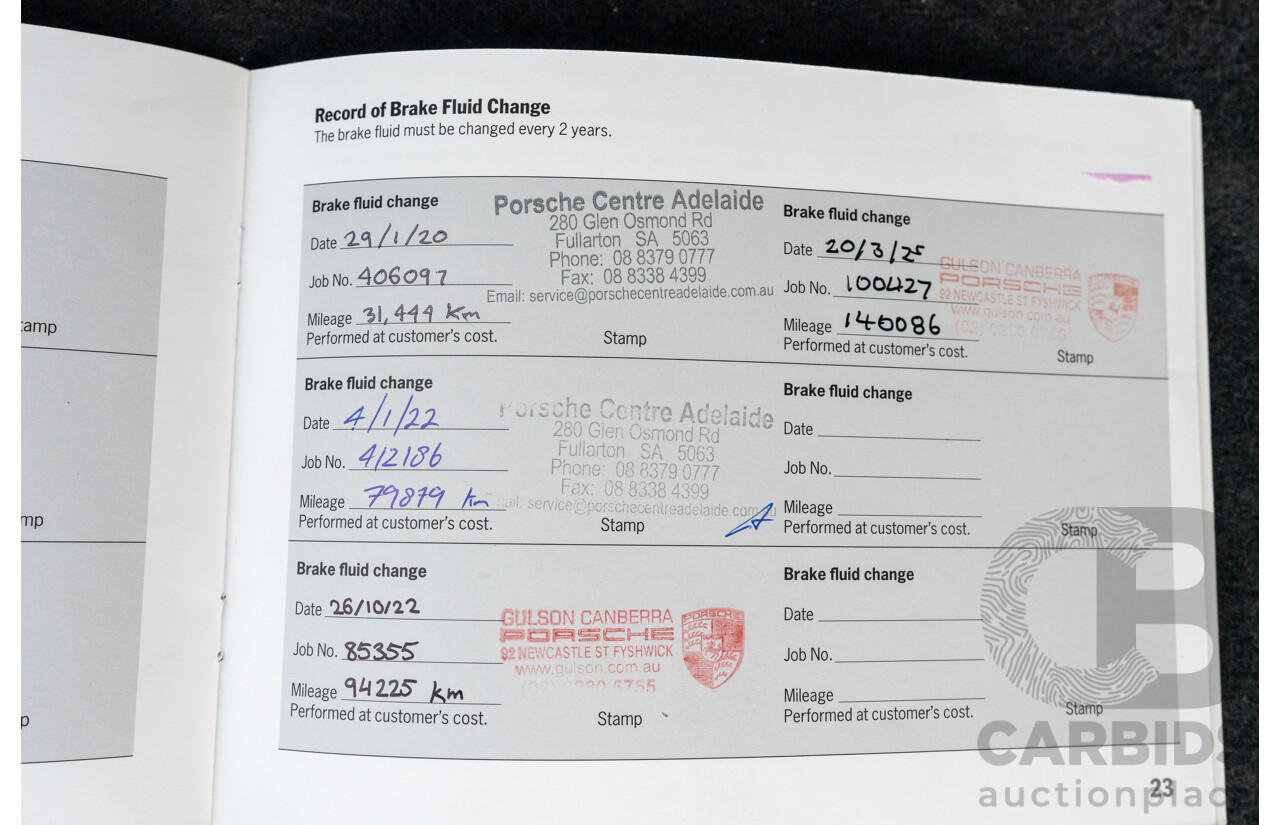 Record of Brake Fluid Change
The brake fluid must be changed every 2 years.
Brake fluid change
Date 29/1/20
Job No. 406097
Mileage 31,444 km
Performed at customer's cost.
Porsche Centre Adelaide
280 Glen Osmond Rd
Fullarton SA 5063
Phone: 08 8379 0777
Fax: 08 8338 4399
Email: service@porschecentreadelaide.com.au
Stamp
Brake fluid change
Date 20/3/25
Job No. 100427
Mileage 146086
Performed at customer's cost.
GULSON CANBERRA
PORSCHE
92 NEWCASTLE ST FYSHWICK
www.gulson.com.au
Stamp
Brake fluid change
Date 4/1/22
Job No. 412186
Mileage 79879 km
Performed at customer's cost.
Porsche Centre Adelaide
280 Glen Osmond Rd
Fullarton SA 5063
Phone: 08 8379 0777
Fax: 08 8338 4399
Email: service@porschecentreadelaide.com.au
Stamp
Brake fluid change
Date
Job No.
Mileage
Performed at customer's cost.
Stamp
Brake fluid change
Date 26/10/22
Job No. 85355
Mileage 94225 km
Performed at customer's cost.
GULSON CANBERRA
PORSCHE
92 NEWCASTLE ST FYSHWICK
www.gulson.com.au
(02) 6280 6755
PORSCHE
Stamp
Brake fluid change
Date
Job No.
Mileage
Performed at customer's cost.
Stamp
23
tamp
mp
p
CARBIDS
auctionplac